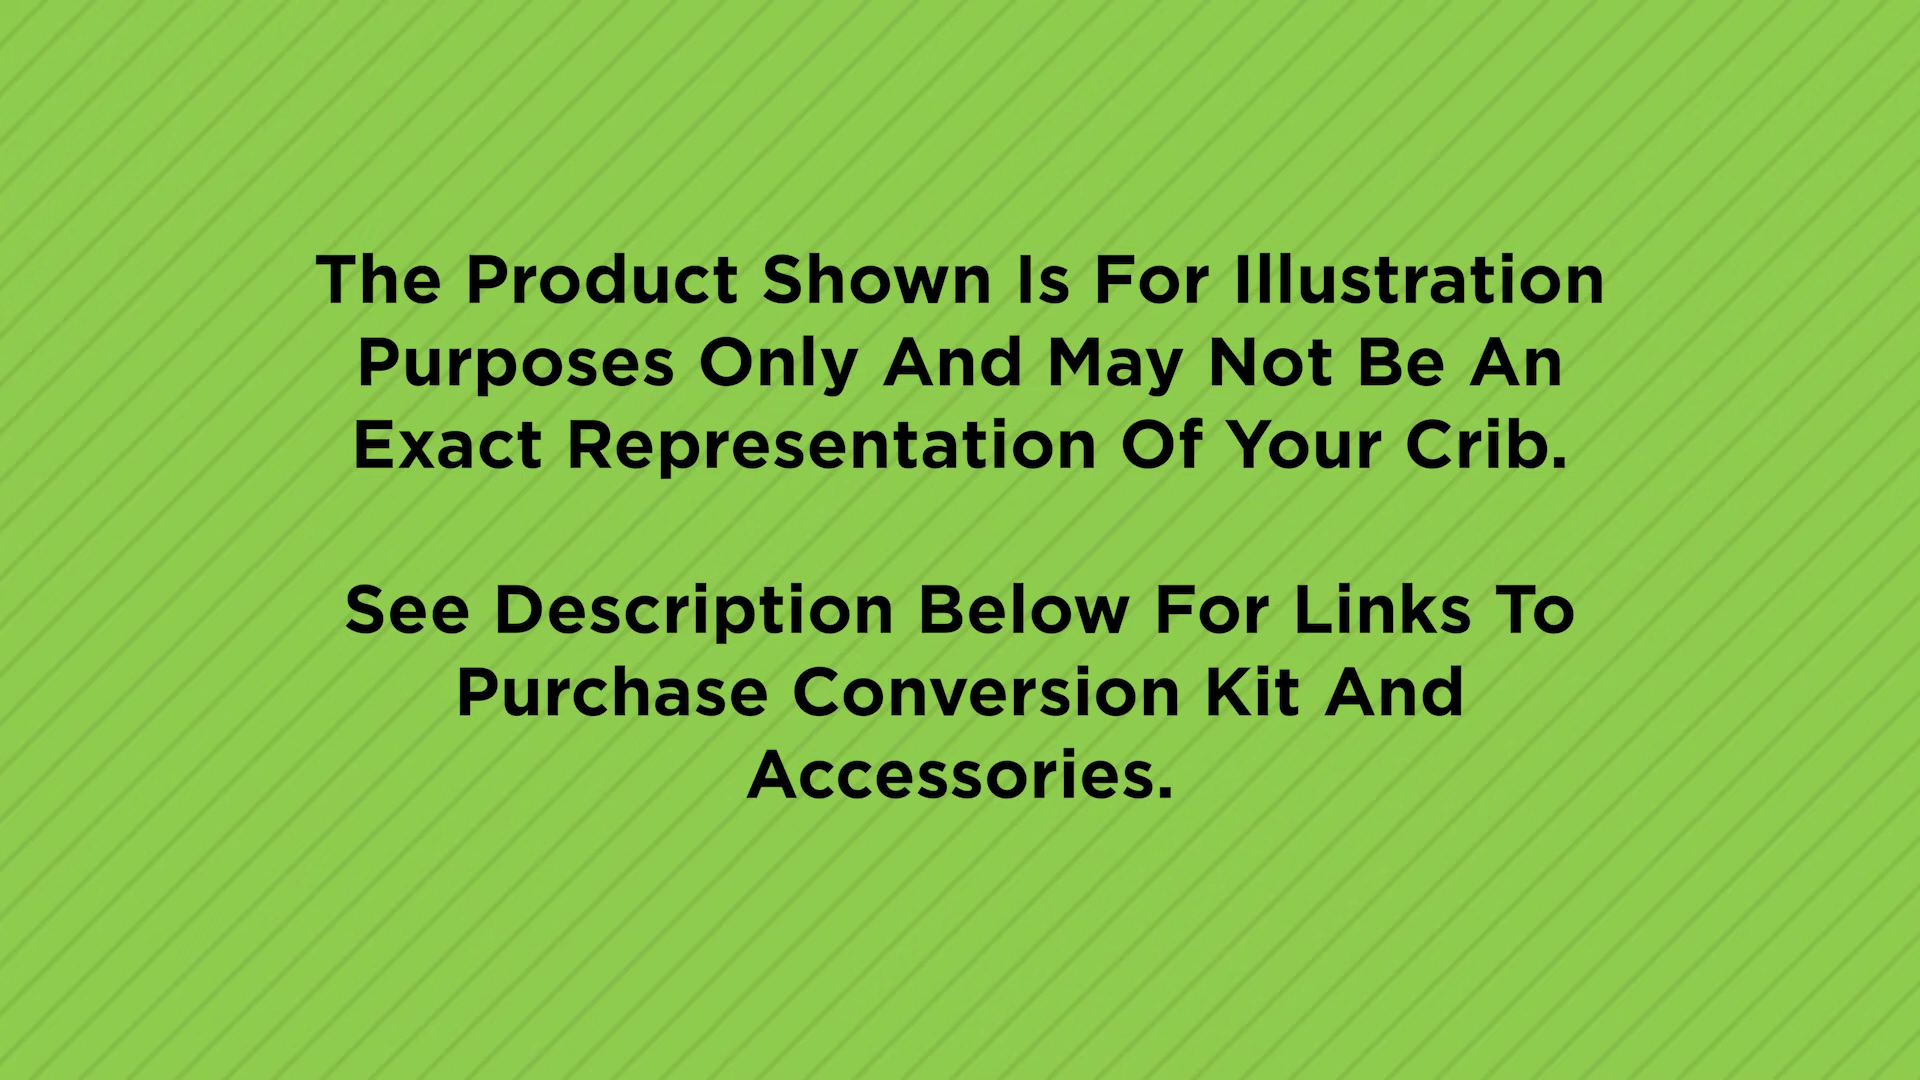 The Product Shown Is For Illustration
Purposes Only And May Not Be An
Exact Representation Of Your Crib.
See Description Below For Links To
Purchase Conversion Kit And
Accessories.